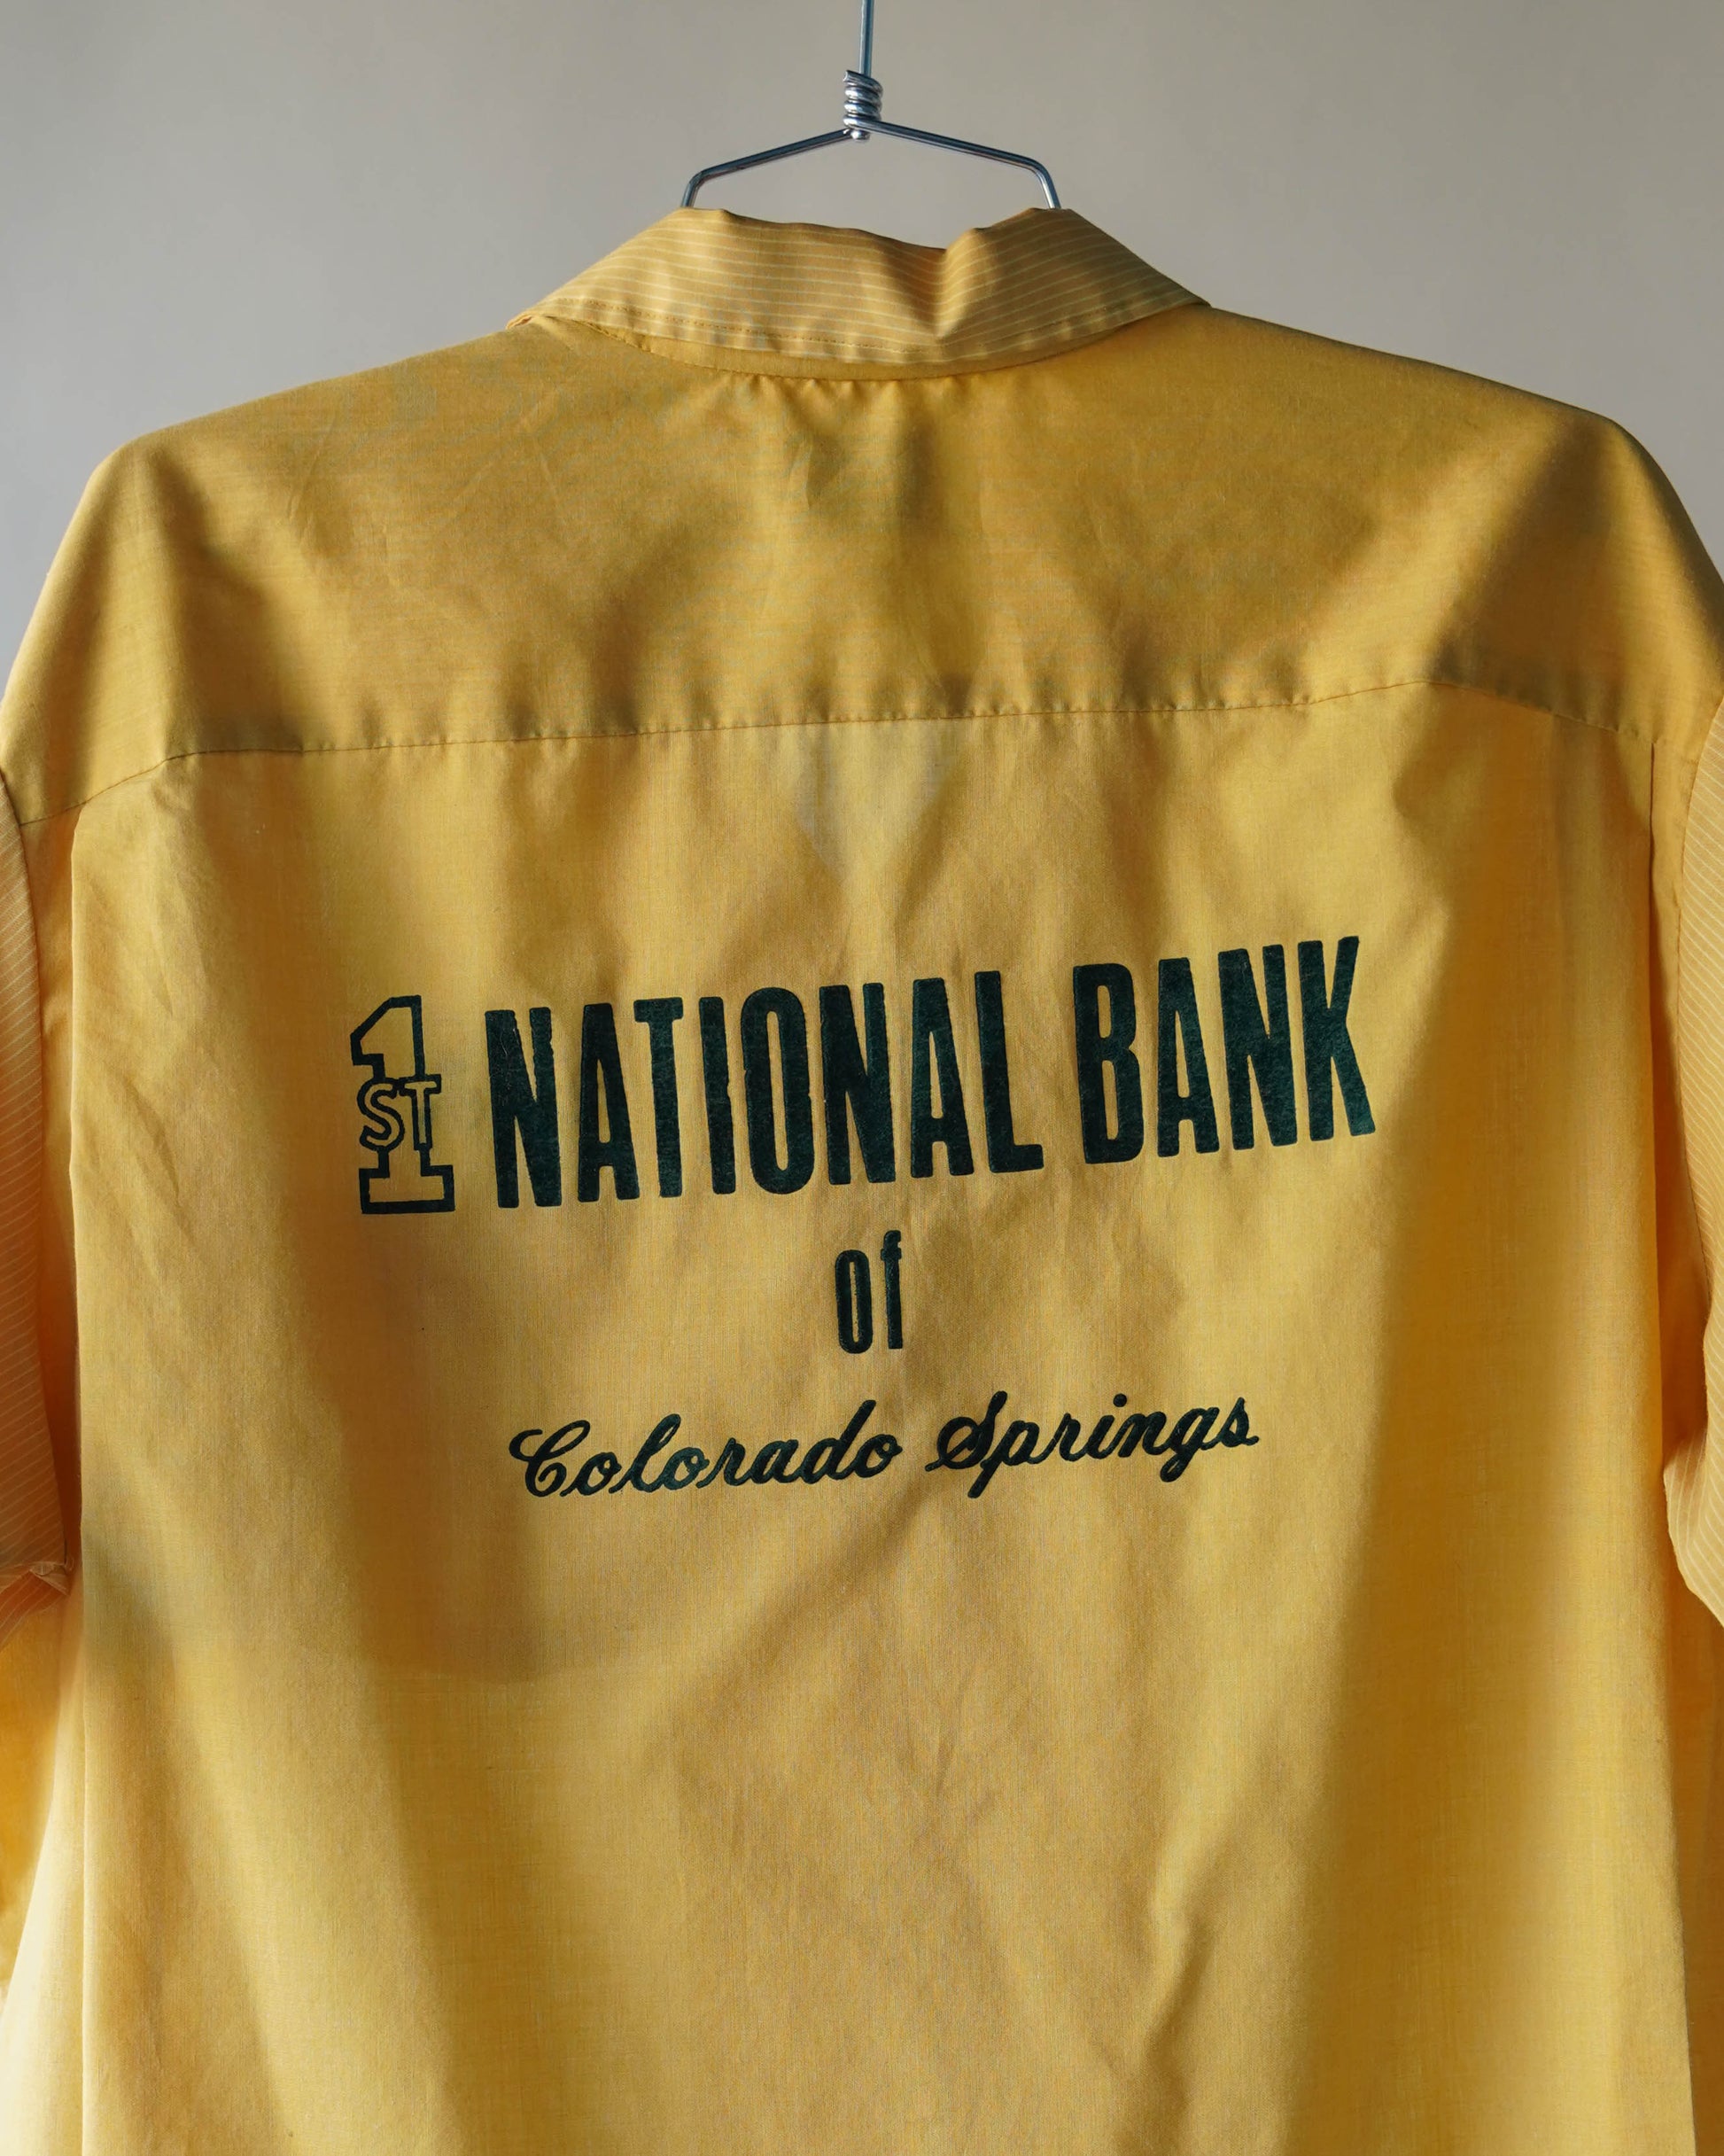 1ST NATIONAL BANK
of
Colorado Springs